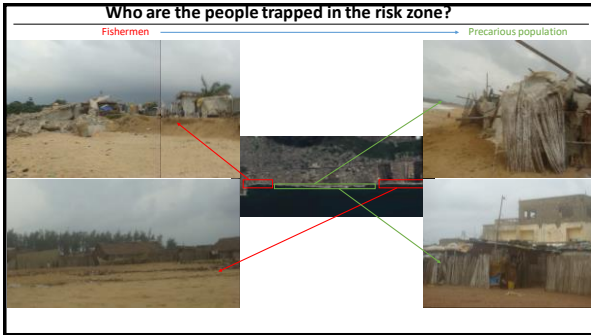 Who are the people trapped in the risk zone?
Fishermen
Precarious population